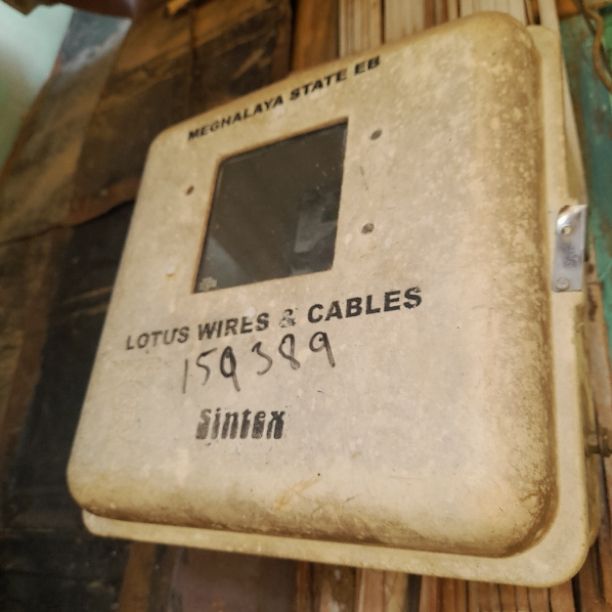 MEGHALAYA STATE EB
LOTUS WIRES & CABLES
159389
Sintex